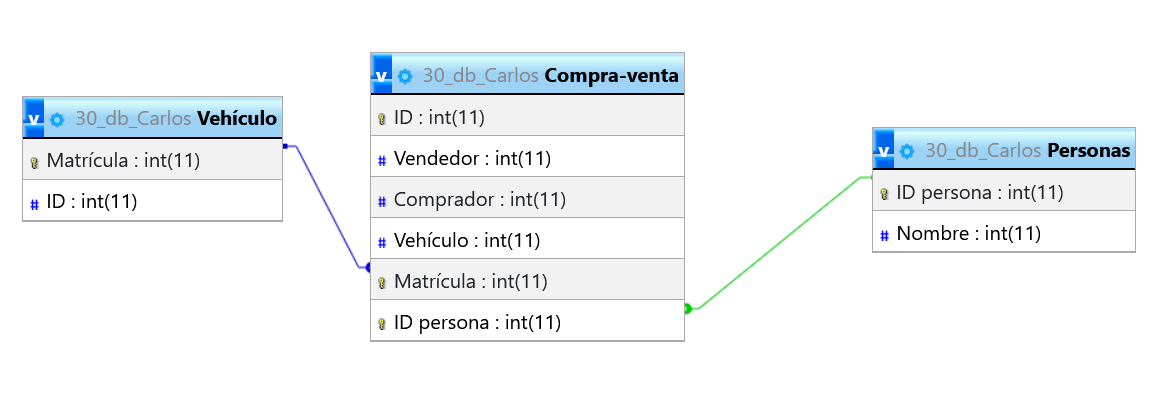 v 30_db_Carlos Vehículo
Matrícula : int(11)
# ID : int(11)
v 30_db_Carlos Compra-venta
ID : int(11)
# Vendedor : int(11)
# Comprador : int(11)
# Vehículo : int(11)
Matrícula : int(11)
ID persona : int(11)
v 30_db_Carlos Personas
ID persona : int(11)
# Nombre : int(11)